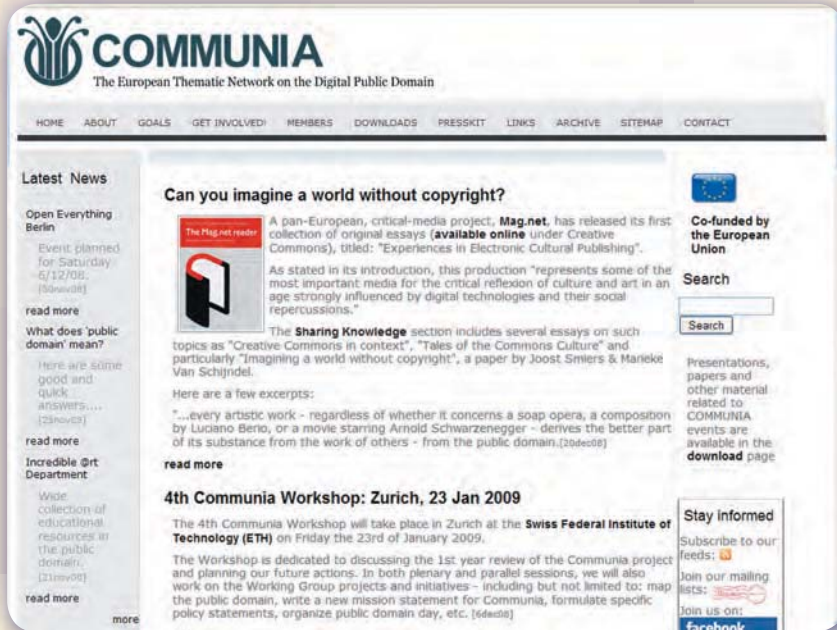 COMMUNIA
The European Thematic Network on the Digital Public Domain
HOME ABOUT GOALS GET INVOLVED! MEMBERS DOWNLOADS PRESSKIT LINKS ARCHIVE SITEMAP CONTACT
Latest News
Open Everything
Berlin
Event planned
for Saturday
6/12/08.
read more
What does 'public
domain' mean?
Here are some
good and
quick
answers....
read more
Incredible @rt
Department
Wide
collection of
educational
resources in
the public
domain.
[21nov08]
read more
more
Can you imagine a world without copyright?
The Mag.net reader
A pan-European, critical-media project, Mag.net, has released its first
collection of original essays (available online under Creative
Commons), titled: "Experiences in Electronic Cultural Publishing".
As stated in its introduction, this production "represents some of the
most important media for the critical reflexion of culture and art in an
age strongly influenced by digital technologies and their social
repercussions."
The Sharing Knowledge section includes several essays on such
topics as "Creative Commons in context", "Tales of the Commons Culture" and
particularly "Imagining a world without copyright", a paper by Joost Smiers & Marieke
Van Schijndel.
Here are a few excerpts:
"...every artistic work - regardless of whether it concerns a soap opera, a composition
by Luciano Berio, or a movie starring Arnold Schwarzenegger - derives the better part
of its substance from the work of others - from the public domain.[20dec08]
read more
4th Communia Workshop: Zurich, 23 Jan 2009
The 4th Communia Workshop will take place in Zurich at the Swiss Federal Institute of
Technology (ETH) on Friday the 23rd of January 2009.
The Workshop is dedicated to discussing the 1st year review of the Communia project
and planning our future actions. In both plenary and parallel sessions, we will also
work on the Working Group projects and initiatives - including but not limited to: map
the public domain, write a new mission statement for Communia, formulate specific
policy statements, organize public domain day, etc.[6dec08]
Co-funded by
the European
Union
Search
Search
Presentations,
papers and
other material
related to
COMMUNIA
events are
available in the
download page
Stay informed
Subscribe to our
feeds:
Join our mailing
lists:
Join us on:
facebook